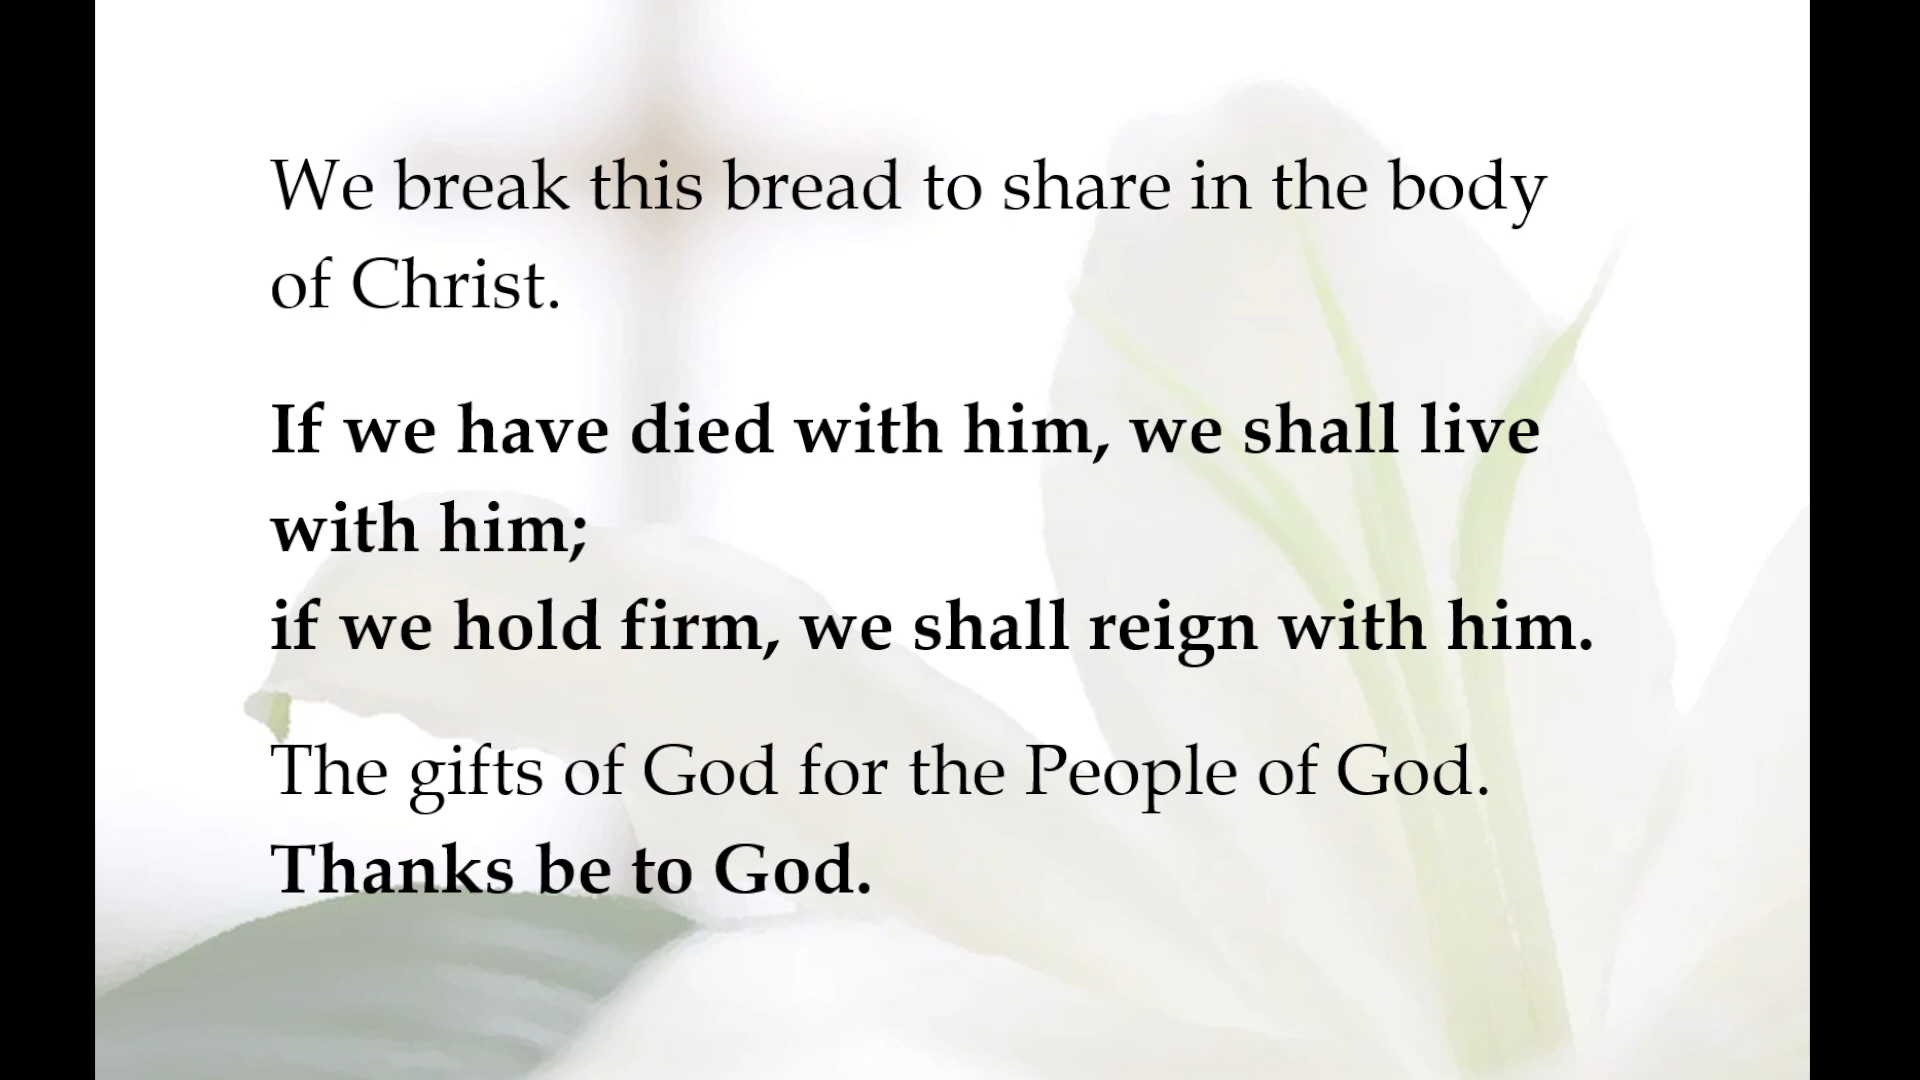 We break this bread to share in the body
of Christ.
If we have died with him, we shall live
with him;
if we hold firm, we shall reign with him.
The gifts of God for the People of God.
Thanks be to God.